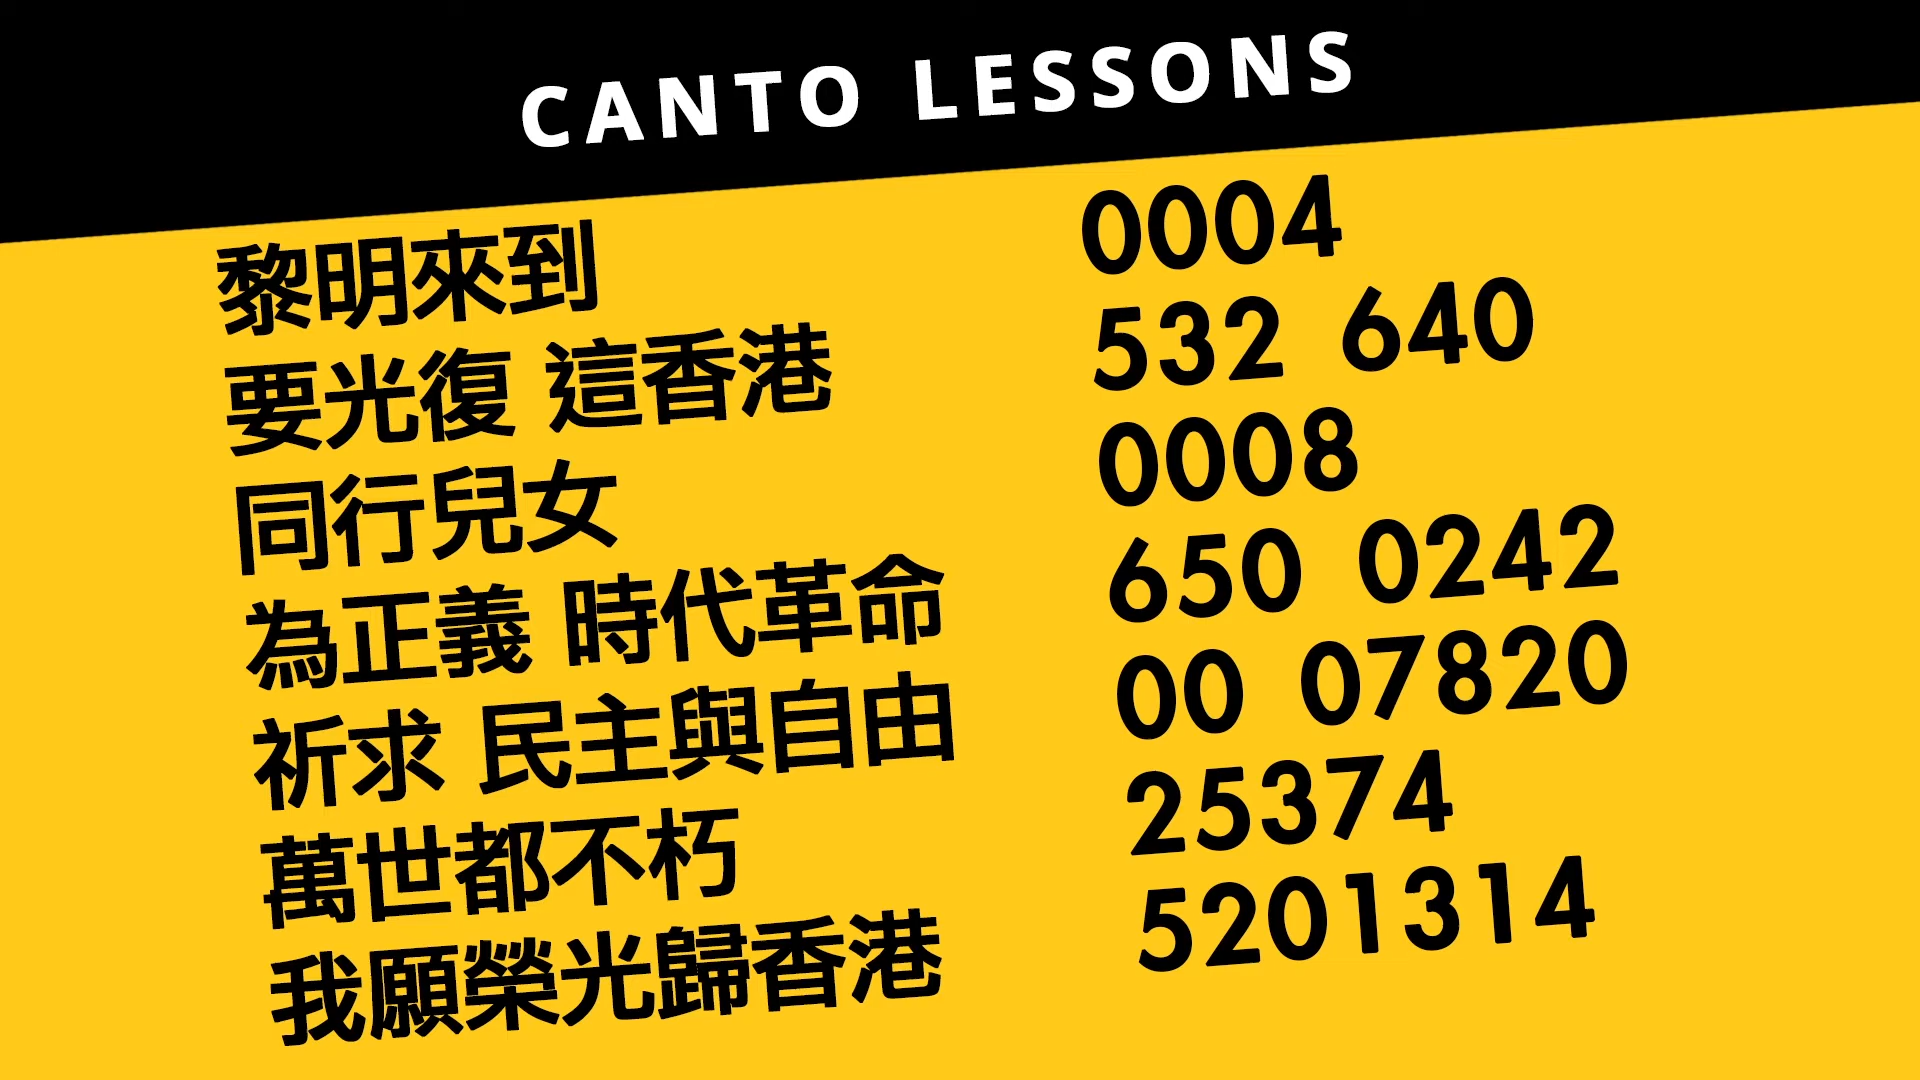 CANTO LESSONS
黎明來到 0004
要光復 這香港 532 640
同行兒女 0008
為正義 時代革命 650 0242
祈求 民主與自由 00 07820
萬世都不朽 25374
我願榮光歸香港 5201314